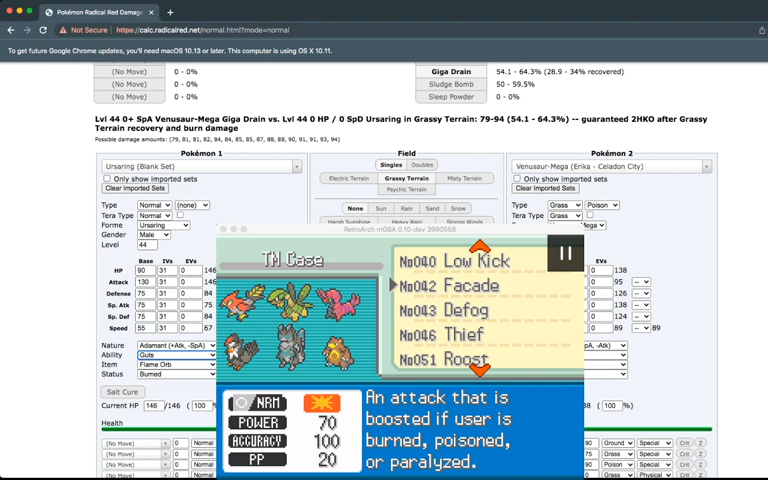 Pokémon Radical Red Damage
Not Secure | https://calc.radicalred.net/normal.html?mode=normal
To get future Google Chrome updates, you'll need macOS 10.13 or later. This computer is using OS X 10.11.
(No Move) 0 - 0% Giga Drain 54.1 - 64.3% (28.9 - 34% recovered)
(No Move) 0 - 0% Sludge Bomb 50 - 59.5%
(No Move) 0 - 0% Sleep Powder 0 - 0%
Lvl 44 0+ SpA Venusaur-Mega Giga Drain vs. Lvl 44 0 HP / 0 SpD Ursaring in Grassy Terrain: 79-94 (54.1 - 64.3%) -- guaranteed 2HKO after Grassy
Terrain recovery and burn damage
Possible damage amounts: (79, 81, 81, 82, 84, 84, 85, 85, 87, 88, 88, 90, 91, 91, 93, 94)
Pokémon 1
Ursaring (Blank Set)
Only show imported sets
Clear Imported Sets
Type Normal (none)
Tera Type Normal
Forme Ursaring
Gender Male
Level 44
Base IVs EVs
HP 90 31 0 146
Attack 130 31 0
Defense 75 31 0 84
Sp. Atk 75 31 0
Sp. Def 75 31 0 84
Speed 55 31 0 67
Nature Adamant (+Atk, -SpA)
Ability Guts
Item Flame Orb
Status Burned
Salt Cure
Current HP 146 /146 ( 100 %)
Health
(No Move) 0 Normal
(No Move) 0 Normal
(No Move) 0 Normal
(No Move) 0 Normal
Field
Singles Doubles
Electric Terrain Grassy Terrain Misty Terrain
Psychic Terrain
None Sun Rain Sand Snow
Harsh Sunshine Heavy Rain Strong Winds
Pokémon 2
Venusaur-Mega (Erika - Celadon City)
Only show imported sets
Clear Imported Sets
Type Grass Poison
Tera Type Grass
EVs
0 138
0 95
0 126
0 124
0 89 -- 89
100 %)
90 Ground Special Crit Z
75 Grass Special Crit Z
90 Poison Special Crit Z
0 Grass Crit Z
RetroArch mGBA 0.10-dev 3990558
TM Case
No040 Low Kick
No042 Facade
No043 Defog
No046 Thief
No051 Roost
NRM
POWER 70
ACCURACY 100
PP 20
An attack that is
boosted if user is
burned, poisoned,
or paralyzed.